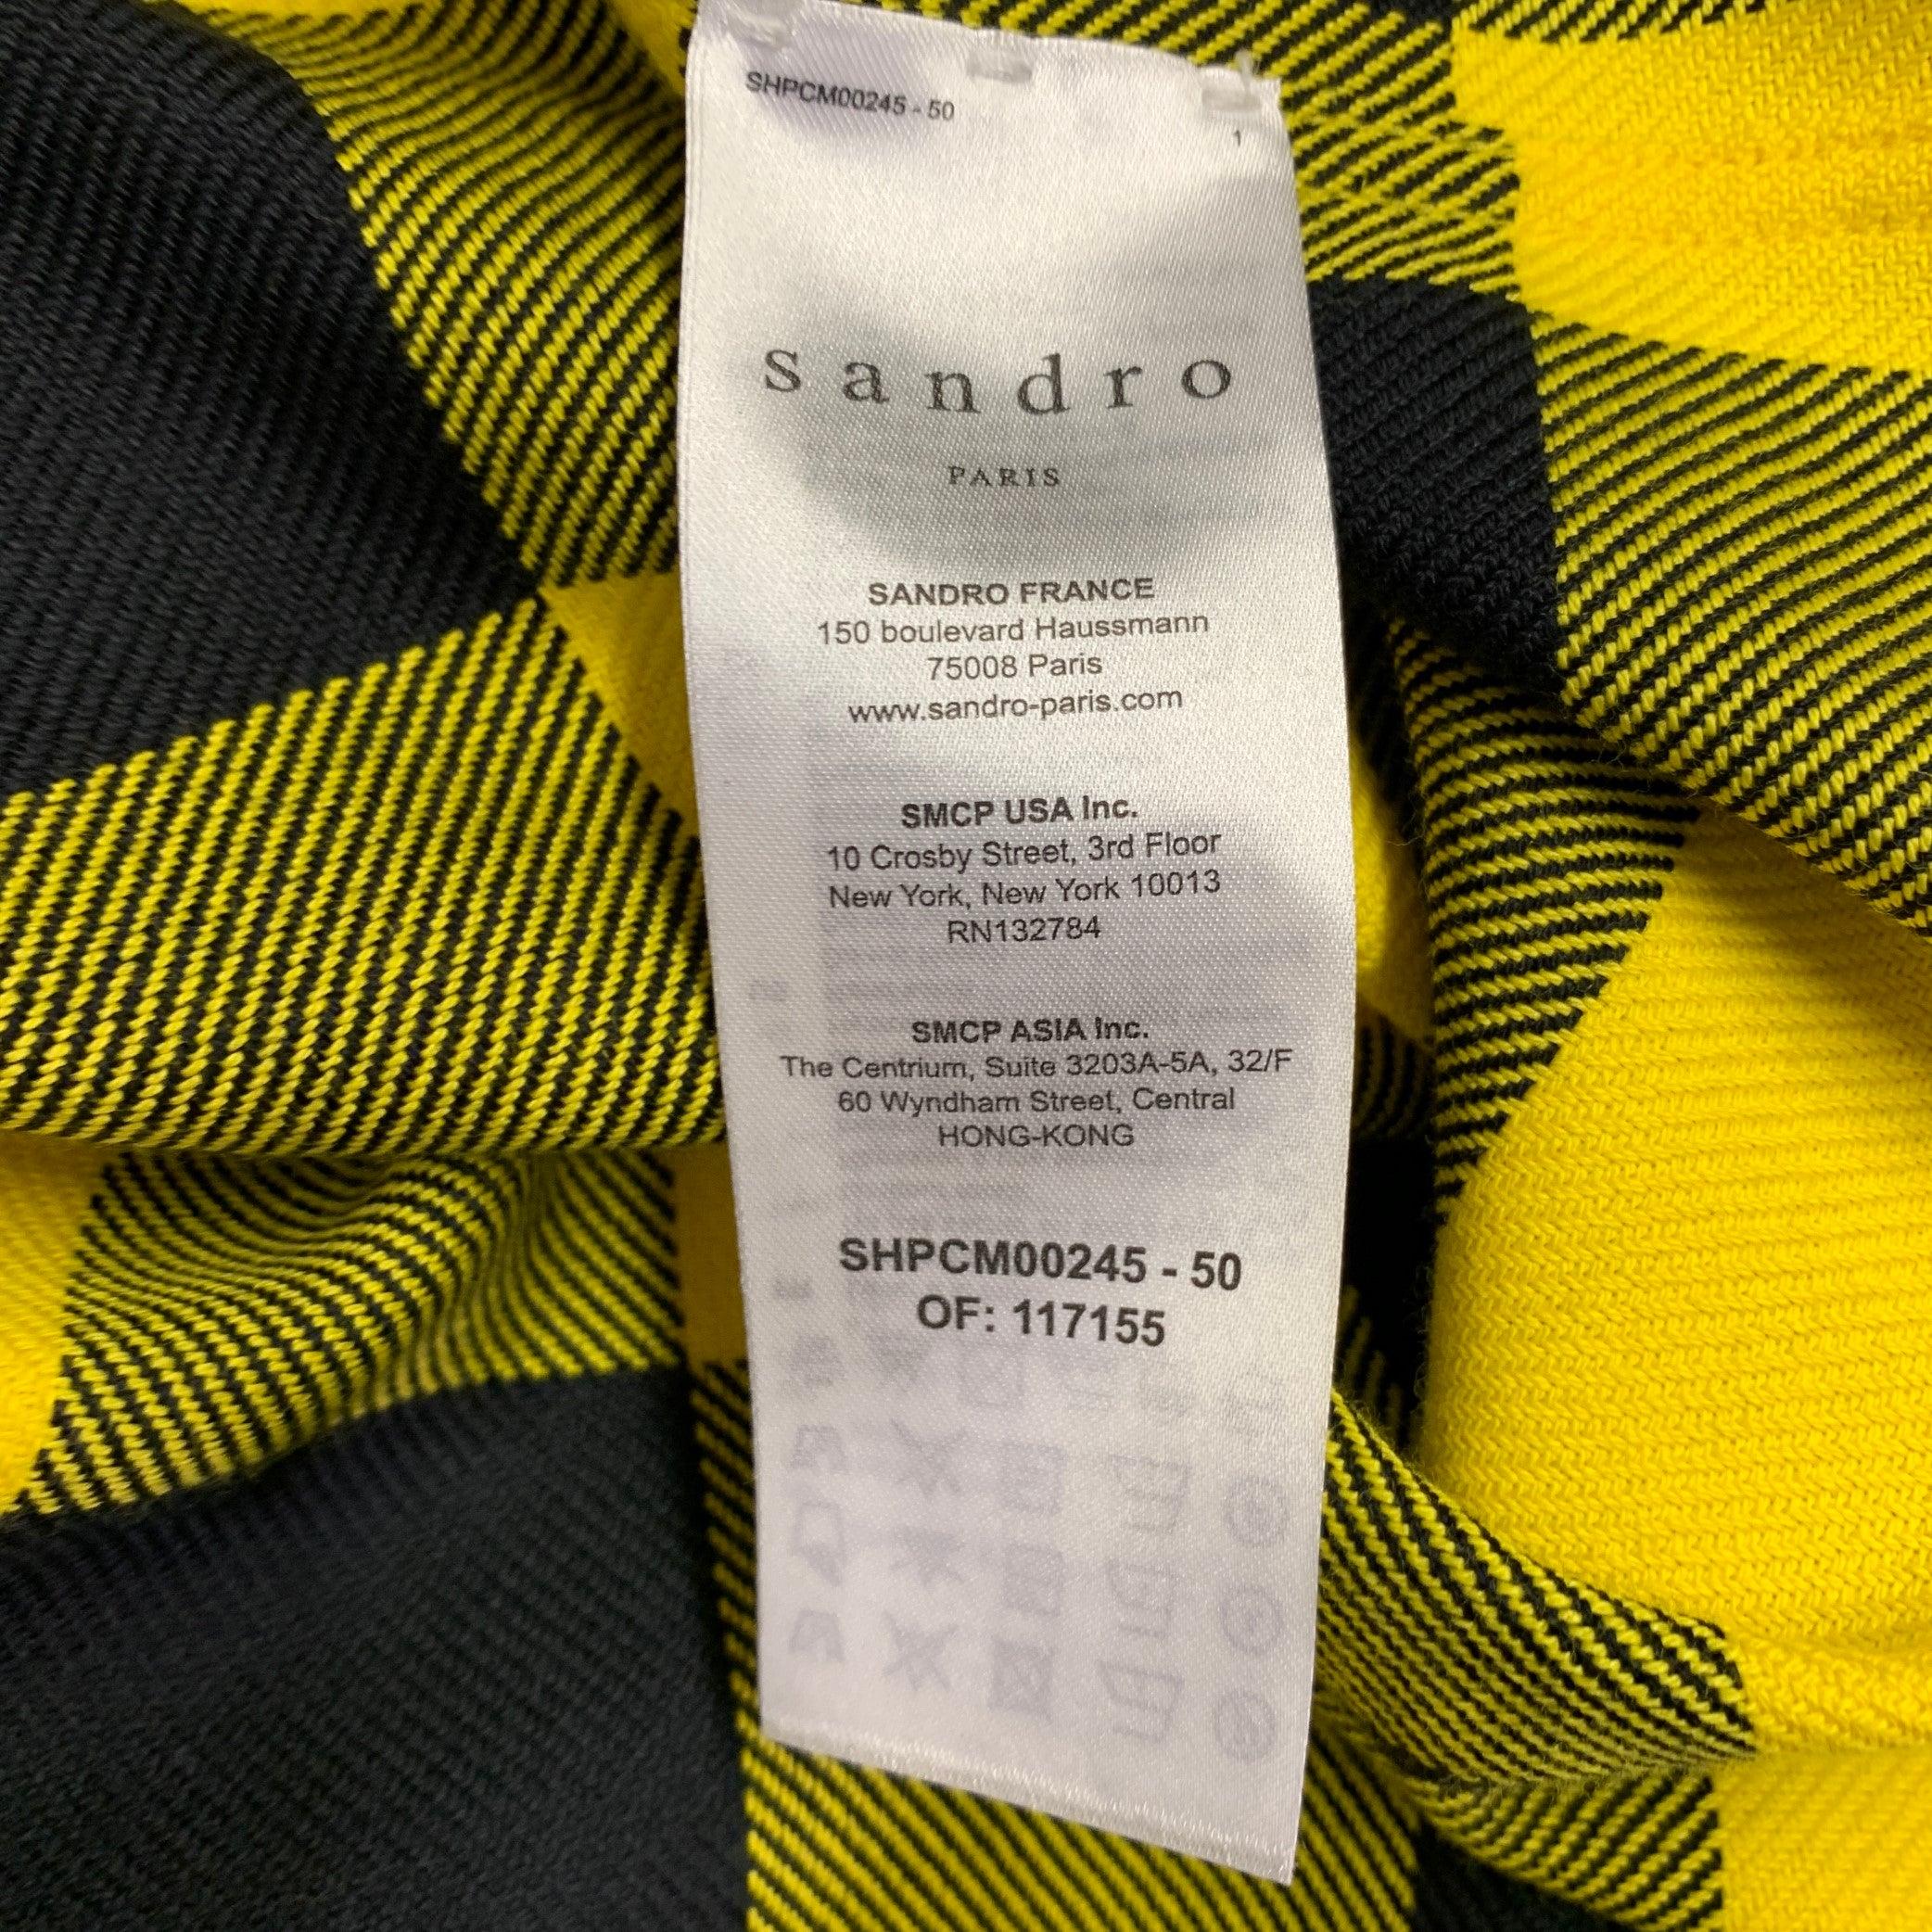 SHPCM00245 - 50
1
sandro
PARIS
SANDRO FRANCE
150 boulevard Haussmann
75008 Paris
www.sandro-paris.com
SMCP USA Inc.
10 Crosby Street, 3rd Floor
New York, New York 10013
RN132784
SMCP ASIA Inc.
The Centrium, Suite 3203A-5A, 32/F
60 Wyndham Street, Central
HONG-KONG
SHPCM00245 - 50
OF: 117155